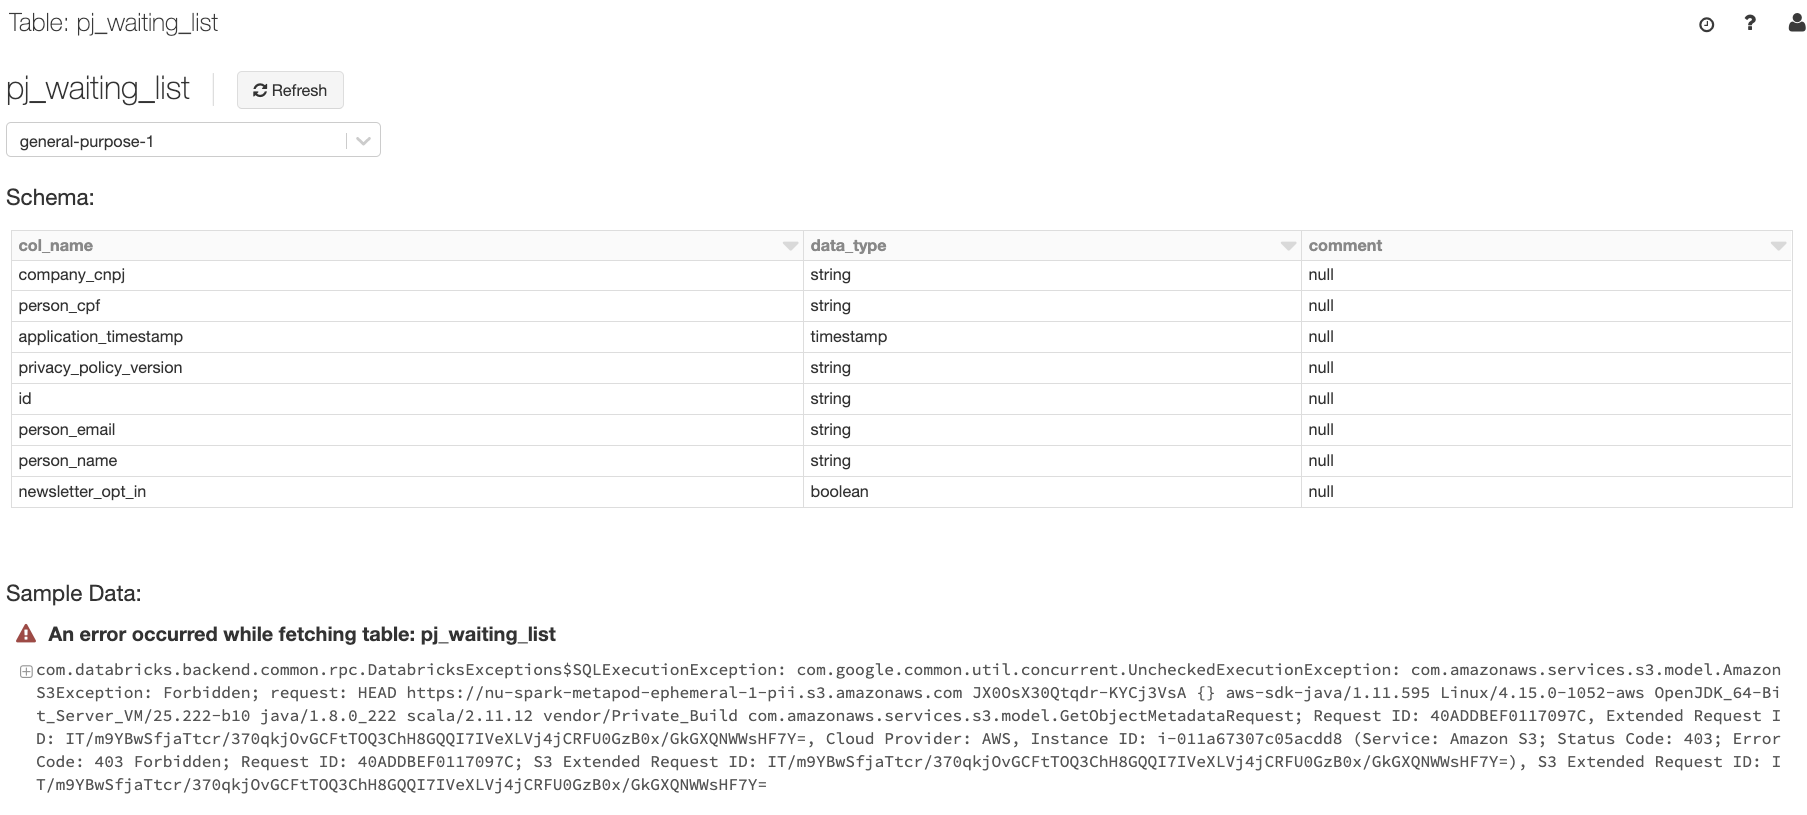 Table: pj_waiting_list
pj_waiting_list
Refresh
general-purpose-1
Schema:
col_name data_type comment
company_cnpj string null
person_cpf string null
application_timestamp timestamp null
privacy_policy_version string null
id string null
person_email string null
person_name string null
newsletter_opt_in boolean null
Sample Data:
An error occurred while fetching table: pj_waiting_list
com.databricks.backend.common.rpc.DatabricksExceptions$SQLExecutionException: com.google.common.util.concurrent.UncheckedExecutionException: com.amazonaws.services.s3.model.Amazon
S3Exception: Forbidden; request: HEAD https://nu-spark-metapod-ephemeral-1-pii.s3.amazonaws.com JX0OsX30Qtqdr-KYCj3VsA {} aws-sdk-java/1.11.595 Linux/4.15.0-1052-aws OpenJDK_64-Bi
t_Server_VM/25.222-b10 java/1.8.0_222 scala/2.11.12 vendor/Private_Build com.amazonaws.services.s3.model.GetObjectMetadataRequest; Request ID: 40ADDBEF0117097C, Extended Request I
D: IT/m9YBwSfjaTtcr/370qkjOvGCFtTOQ3ChH8GQQI7IVeXLVj4jCRFU0GzB0x/GkGXQNWWsHF7Y=, Cloud Provider: AWS, Instance ID: i-011a67307c05acdd8 (Service: Amazon S3; Status Code: 403; Error
Code: 403 Forbidden; Request ID: 40ADDBEF0117097C; S3 Extended Request ID: IT/m9YBwSfjaTtcr/370qkjOvGCFtTOQ3ChH8GQQI7IVeXLVj4jCRFU0GzB0x/GkGXQNWWsHF7Y=), S3 Extended Request ID: I
T/m9YBwSfjaTtcr/370qkjOvGCFtTOQ3ChH8GQQI7IVeXLVj4jCRFU0GzB0x/GkGXQNWWsHF7Y=